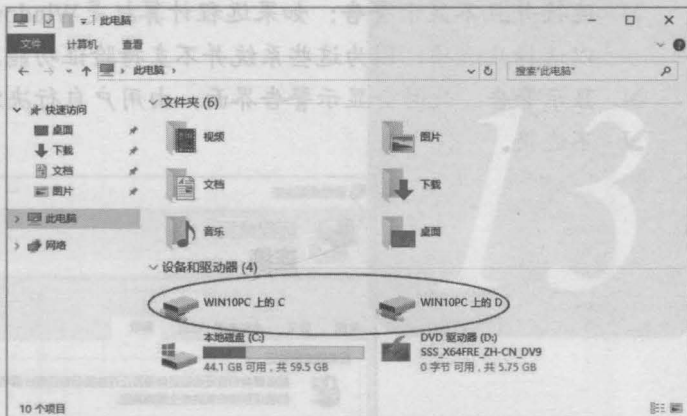 此电脑
文件 计算机 查看
此电脑
搜索"此电脑"
快速访问
桌面
下载
文档
图片
此电脑
网络
文件夹 (6)
视频
图片
文档
下载
音乐
桌面
设备和驱动器 (4)
WIN10PC 上的 C
WIN10PC 上的 D
本地磁盘 (C:)
44.1 GB 可用，共 59.5 GB
DVD 驱动器 (D:)
SSS_X64FRE_ZH-CN_DV9
0 字节 可用，共 5.75 GB
10 个项目